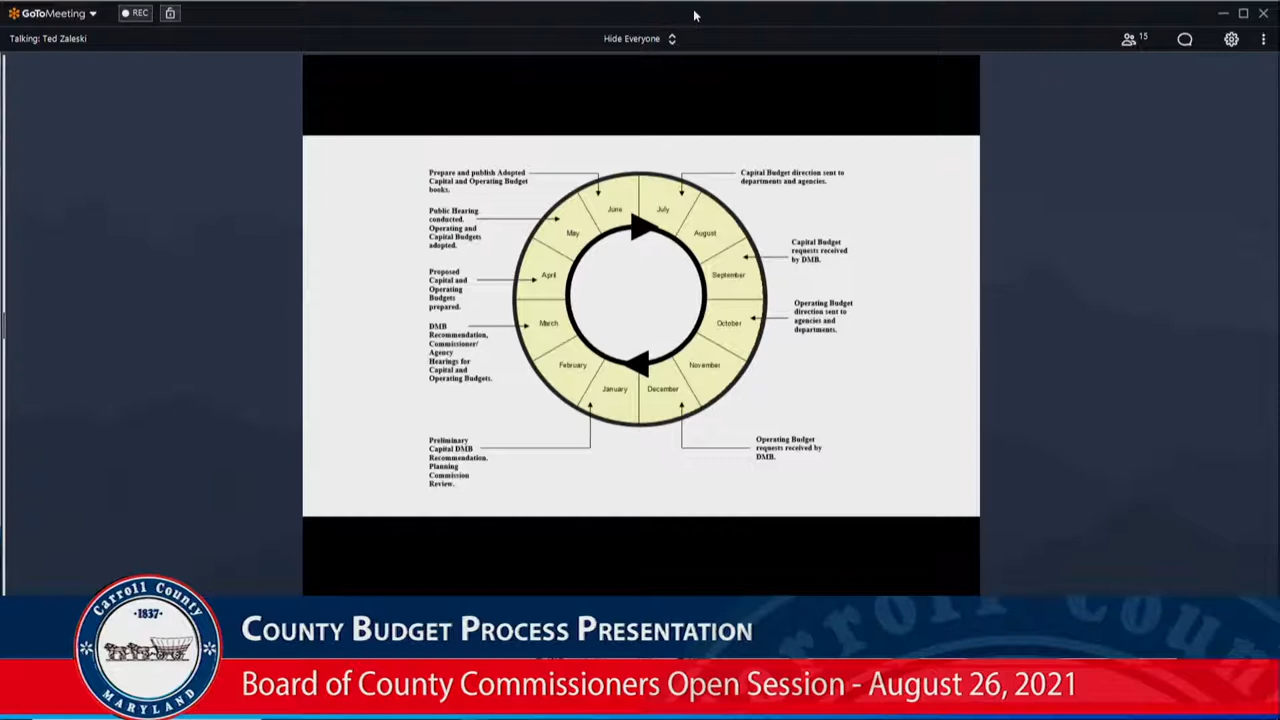 GoToMeeting
REC
Talking: Ted Zaleski
Hide Everyone
15
Prepare and publish Adopted
Capital and Operating Budget
books.
Public Hearing
conducted.
Operating and
Capital Budgets
adopted.
Proposed
Capital and
Operating
Budgets
prepared.
DMB
Recommendation,
Commissioner/
Agency
Hearings for
Capital and
Operating Budgets.
Preliminary
Capital DMB
Recommendation.
Planning
Commission
Review.
June
July
May
August
April
September
March
October
February
November
January
December
Capital Budget direction sent to
departments and agencies.
Capital Budget
requests received
by DMB.
Operating Budget
direction sent to
agencies and
departments.
Operating Budget
requests received by
DMB.
Carroll County
·1837·
MARYLAND
COUNTY BUDGET PROCESS PRESENTATION
Board of County Commissioners Open Session - August 26, 2021